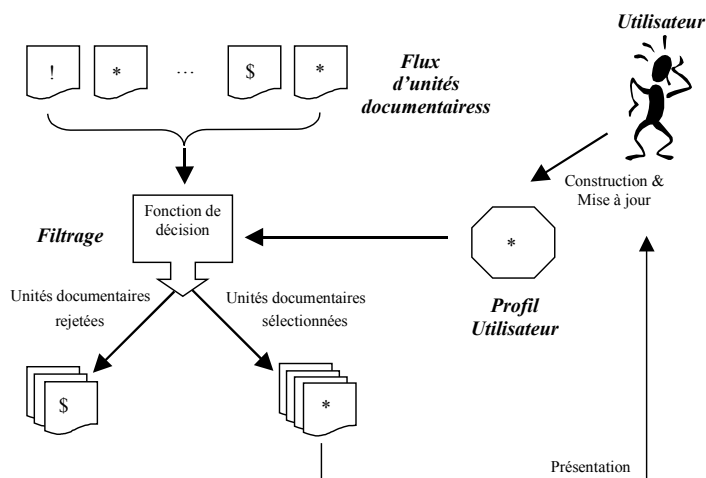 Utilisateur
! * … $ *
Flux
d’unités
documentairess
Construction &
Mise à jour
Fonction de
décision
Filtrage
*
Profil
Utilisateur
Unités documentaires
rejetées
Unités documentaires
sélectionnées
$
*
Présentation